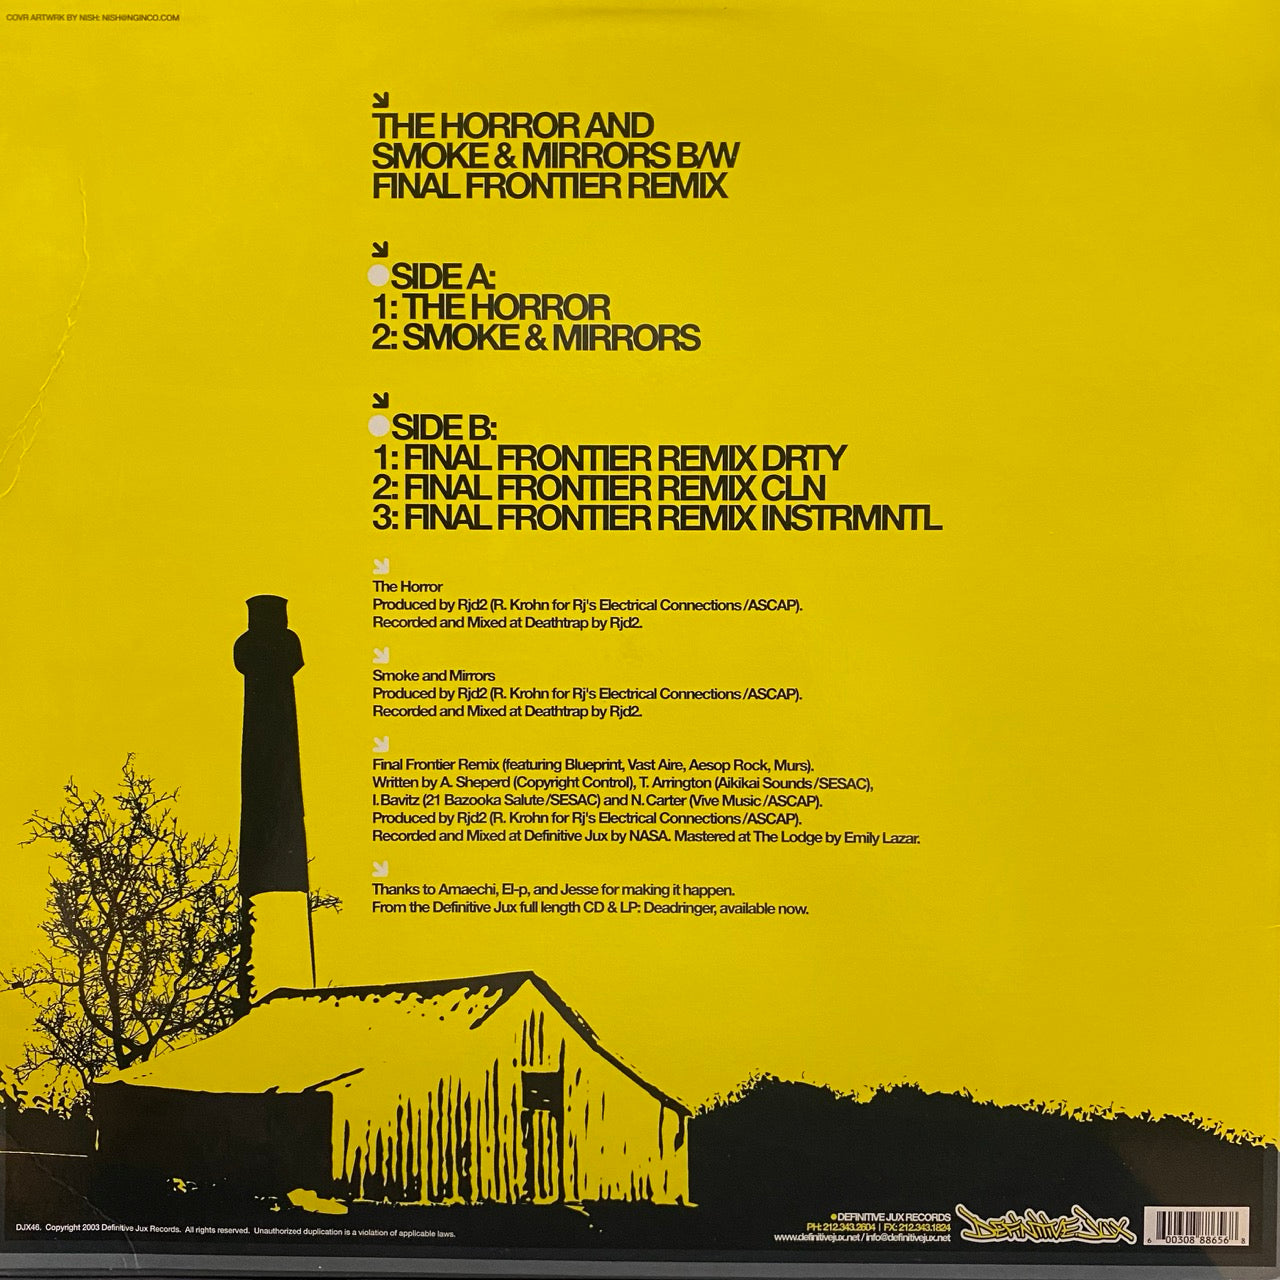 COVR ARTWRK BY NISH: NISH@NGINCO.COM
THE HORROR AND
SMOKE & MIRRORS B/W
FINAL FRONTIER REMIX
SIDE A:
1: THE HORROR
2: SMOKE & MIRRORS
SIDE B:
1: FINAL FRONTIER REMIX DRTY
2: FINAL FRONTIER REMIX CLN
3: FINAL FRONTIER REMIX INSTRMNTL
The Horror
Produced by Rjd2 (R. Krohn for Rj's Electrical Connections/ASCAP).
Recorded and Mixed at Deathtrap by Rjd2.
Smoke and Mirrors
Produced by Rjd2 (R. Krohn for Rj's Electrical Connections/ASCAP).
Recorded and Mixed at Deathtrap by Rjd2.
Final Frontier Remix (featuring Blueprint, Vast Aire, Aesop Rock, Murs).
Written by A. Sheperd (Copyright Control), T. Arrington (Aikikai Sounds/SESAC),
I. Bavitz (21 Bazooka Salute/SESAC) and N. Carter (Vive Music/ASCAP).
Produced by Rjd2 (R. Krohn for Rj's Electrical Connections/ASCAP).
Recorded and Mixed at Definitive Jux by NASA. Mastered at The Lodge by Emily Lazar.
Thanks to Amaechi, El-p, and Jesse for making it happen.
From the Definitive Jux full length CD & LP: Deadringer, available now.
DJX46. Copyright 2003 Definitive Jux Records. All rights reserved. Unauthorized duplication is a violation of applicable laws.
DEFINITIVE JUX RECORDS
PH: 212.343.2604 | FX: 212.343.1824
www.definitivejux.net / info@definitivejux.net
DEFINITIVE JUX
6 00308 88656 8